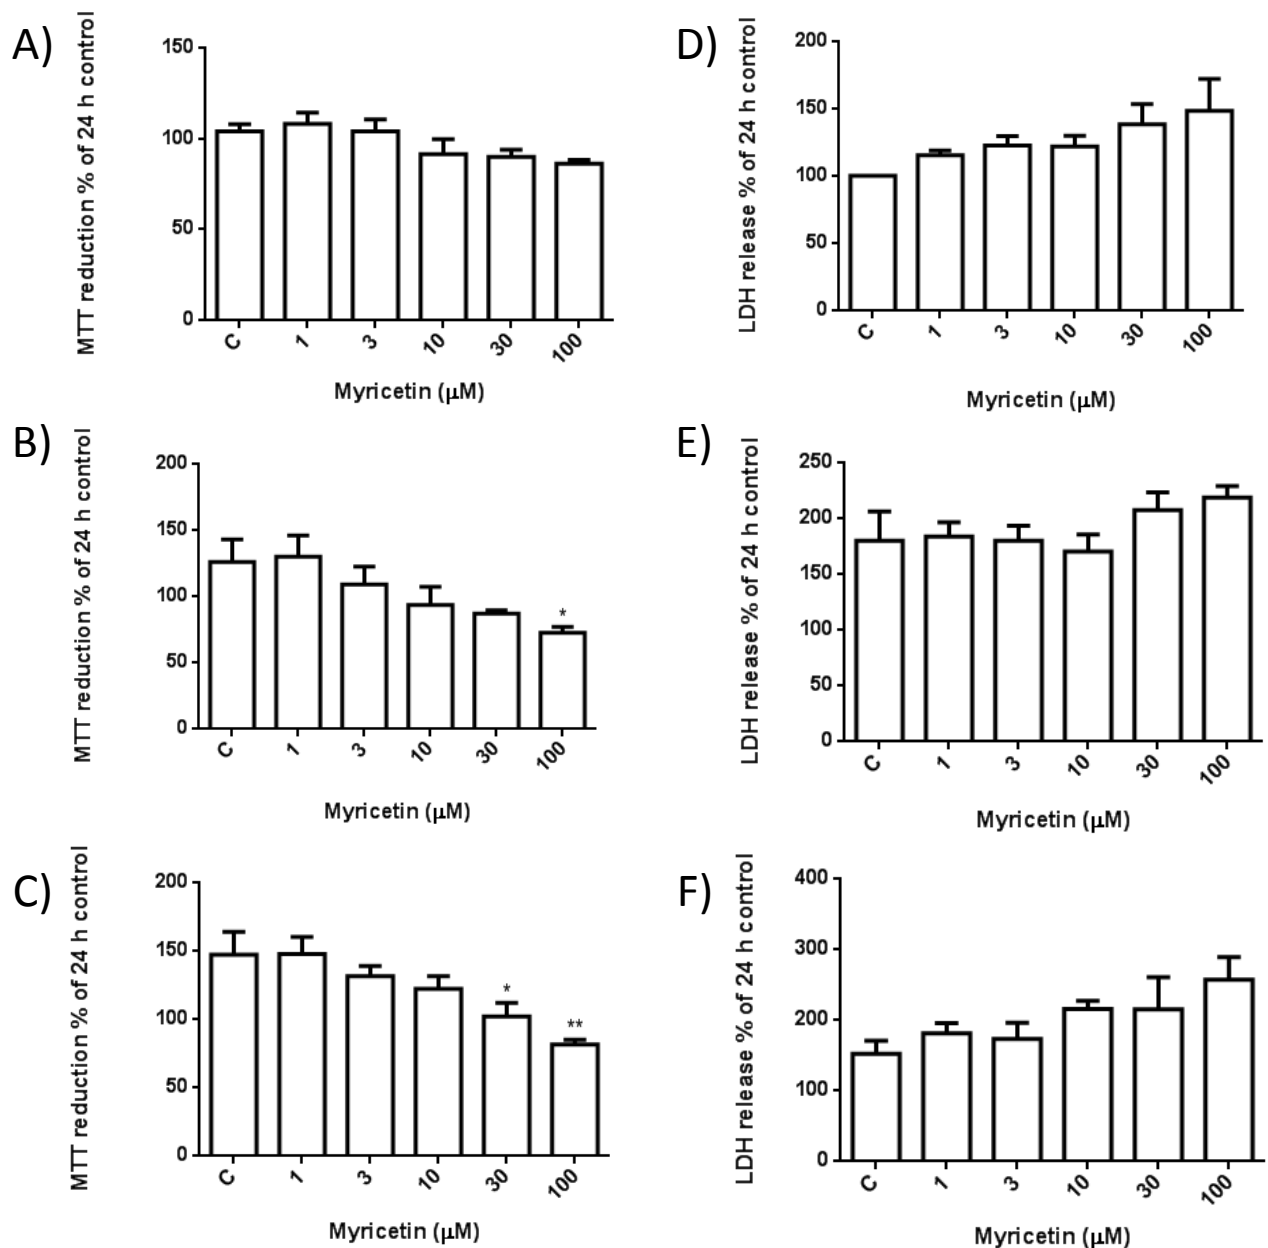 A)
MTT reduction % of 24 h control
150
100
50
0
C 1 3 10 30 100
Myricetin (μM)
D)
LDH release % of 24 h control
200
150
100
50
0
C 1 3 10 30 100
Myricetin (μM)
B)
MTT reduction % of 24 h control
200
150
100
50
0
*
C 1 3 10 30 100
Myricetin (μM)
E)
LDH release % of 24 h control
250
200
150
100
50
0
C 1 3 10 30 100
Myricetin (μM)
C)
MTT reduction % of 24 h control
200
150
100
50
0
*
**
C 1 3 10 30 100
Myricetin (μM)
F)
LDH release % of 24 h control
400
300
200
100
0
C 1 3 10 30 100
Myricetin (μM)